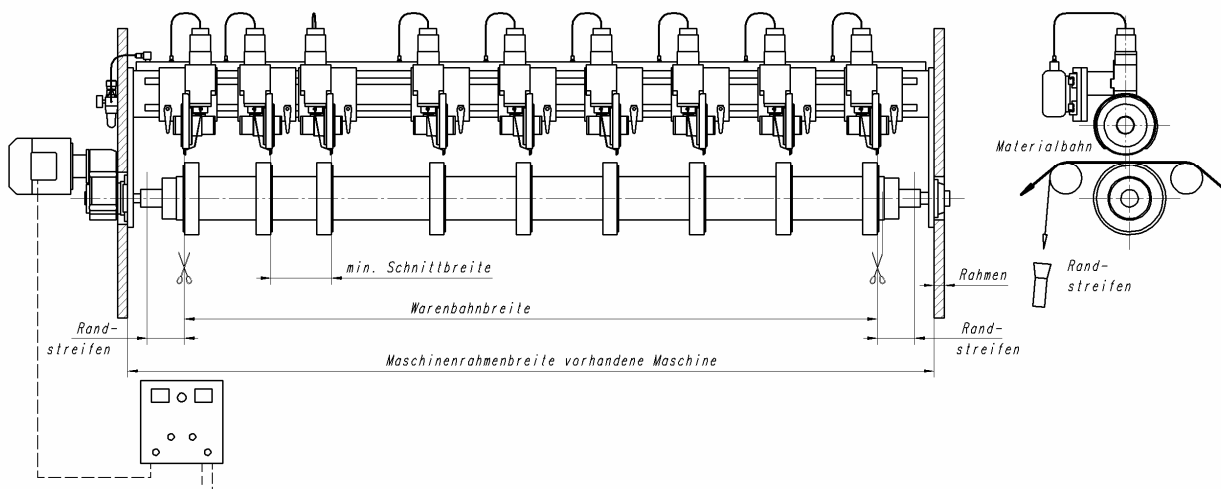 Materialbahn
min. Schnittbreite
Rahmen
Rand-
streifen
Warenbahnbreite
Rand-
streifen
Rand-
streifen
Maschinenrahmenbreite vorhandene Maschine